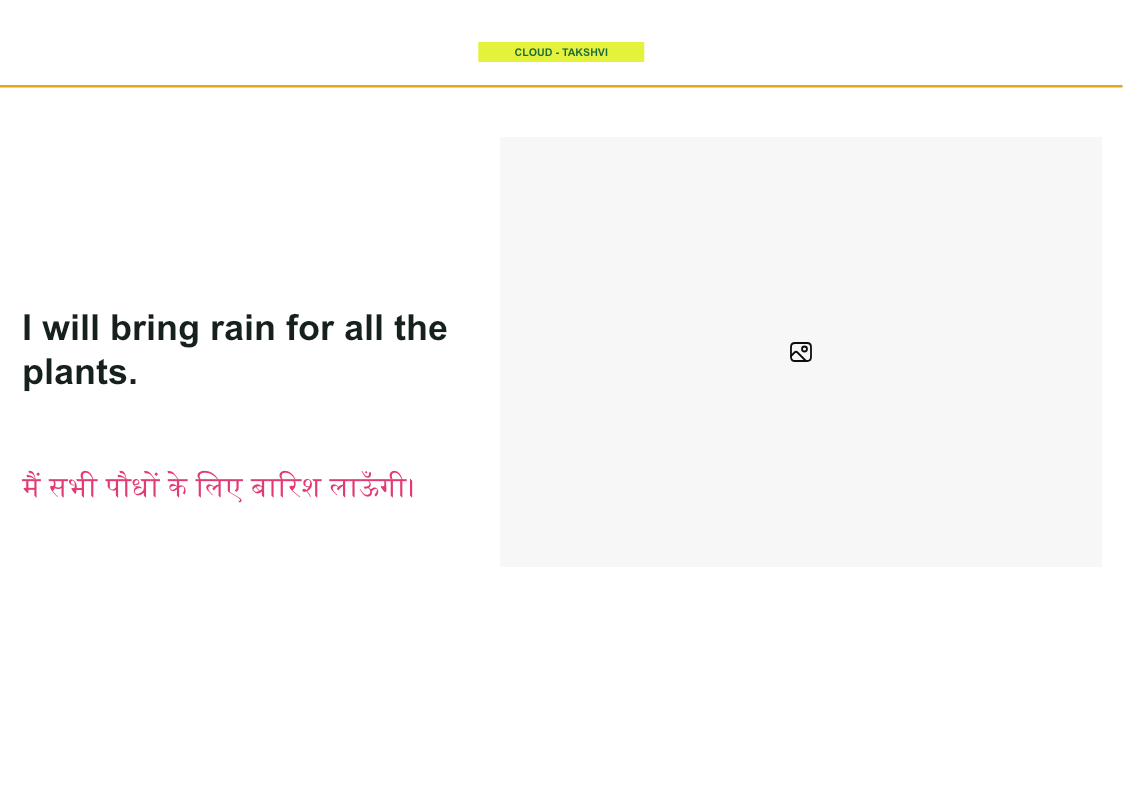 CLOUD - TAKSHVI
I will bring rain for all the
plants.
मैं सभी पौधों के लिए बारिश लाऊँगी।